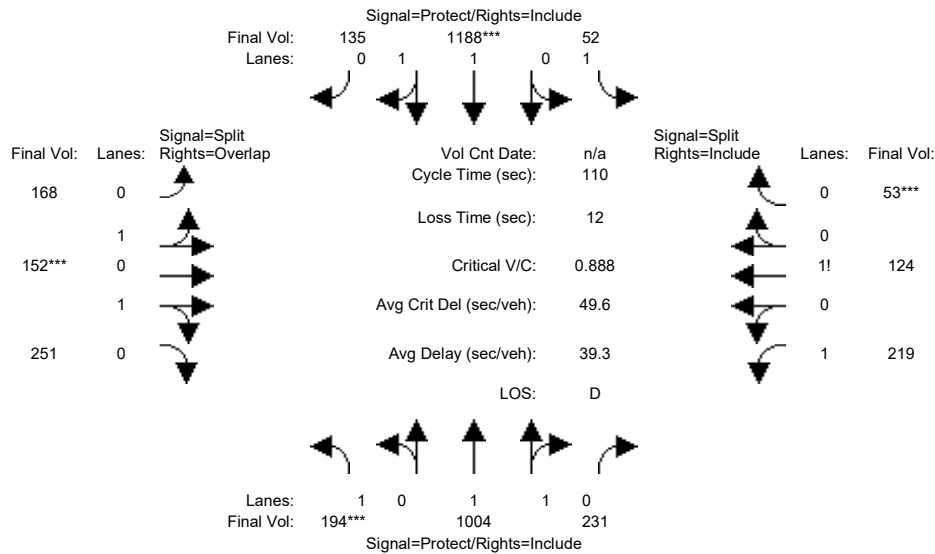 Signal=Protect/Rights=Include
Final Vol: 135 1188*** 52
Lanes: 0 1 1 0 1
Signal=Split
Final Vol: Lanes: Rights=Overlap
Vol Cnt Date: n/a
Signal=Split
Rights=Include Lanes: Final Vol:
Cycle Time (sec): 110
168 0
0 53***
Loss Time (sec): 12
1
0
152*** 0
Critical V/C: 0.888
1! 124
1
Avg Crit Del (sec/veh): 49.6
0
251 0
Avg Delay (sec/veh): 39.3
1 219
LOS: D
Lanes: 1 0 1 1 0
Final Vol: 194*** 1004 231
Signal=Protect/Rights=Include